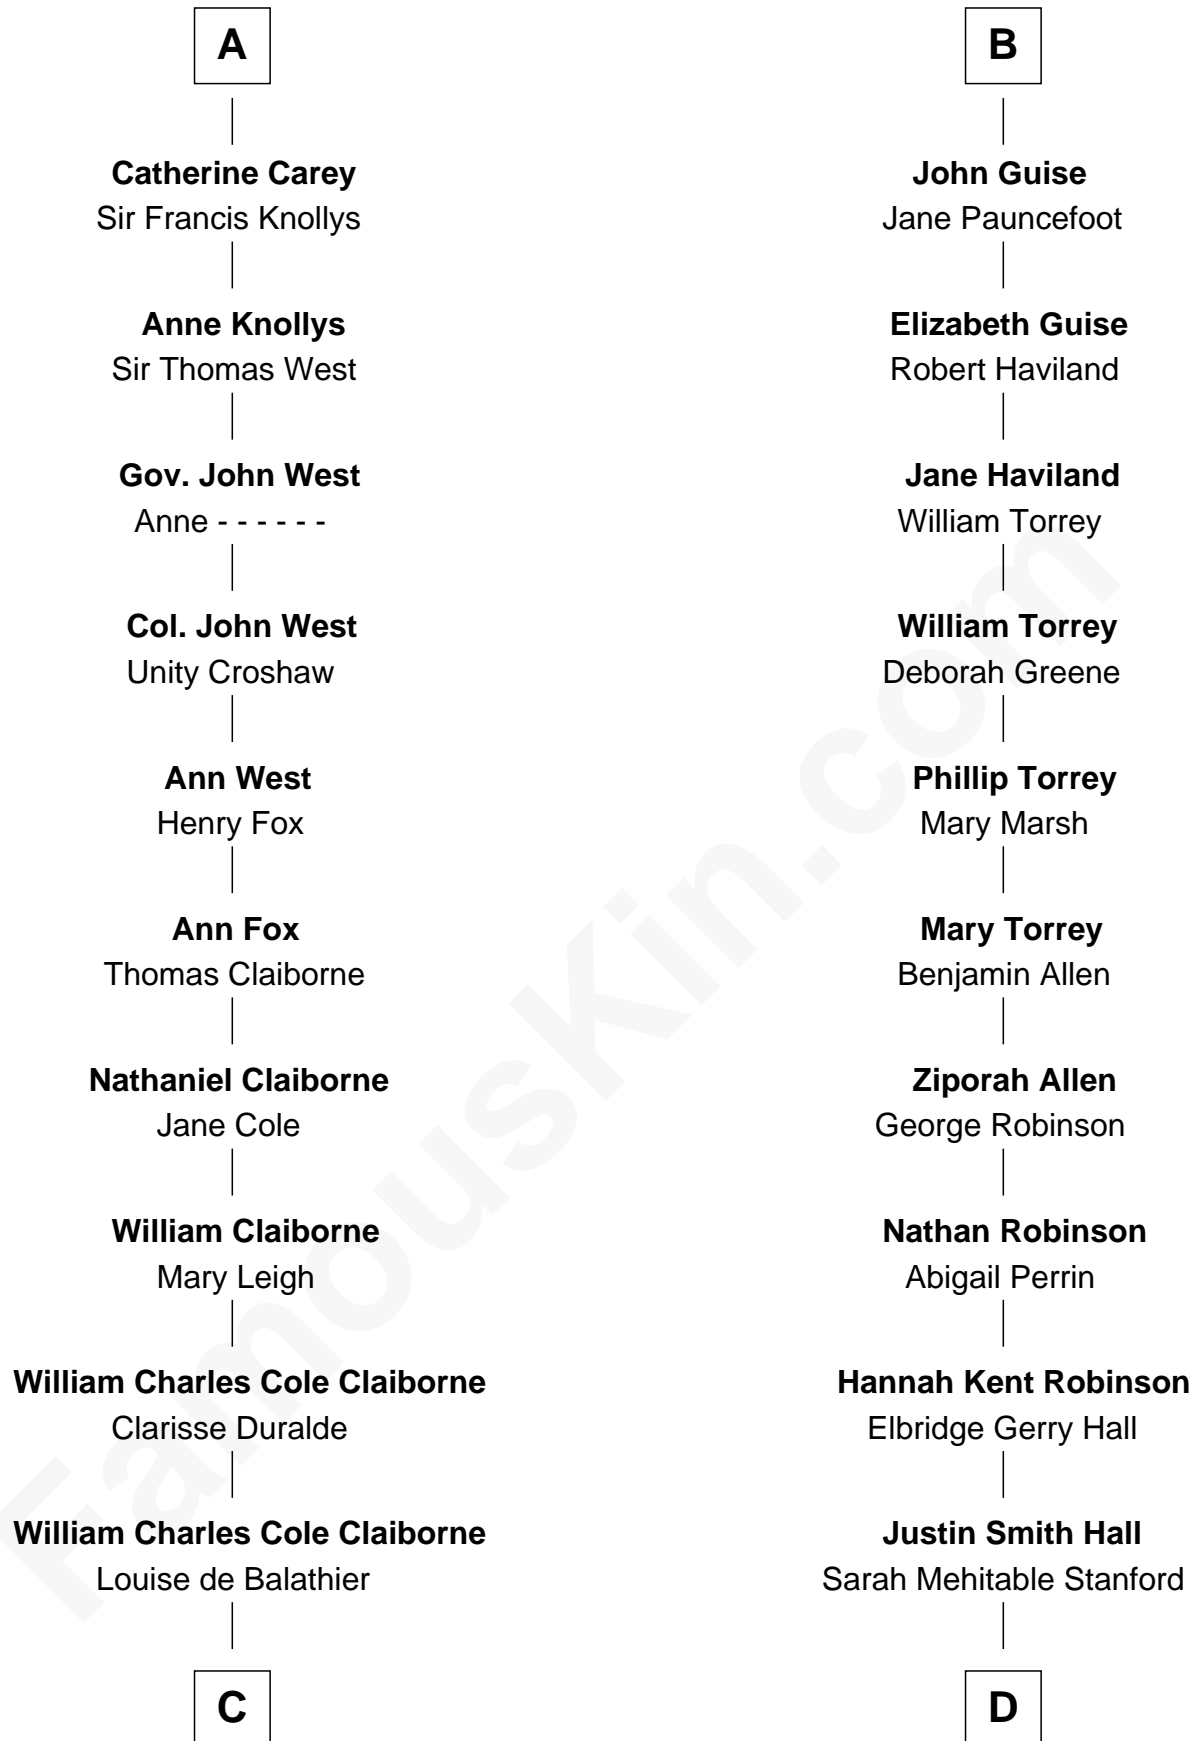 A
Catherine Carey
Sir Francis Knollys
Anne Knollys
Sir Thomas West
Gov. John West
Anne - - - - - -
Col. John West
Unity Croshaw
Ann West
Henry Fox
Ann Fox
Thomas Claiborne
Nathaniel Claiborne
Jane Cole
William Claiborne
Mary Leigh
William Charles Cole Claiborne
Clarisse Duralde
William Charles Cole Claiborne
Louise de Balathier
C
B
John Guise
Jane Pauncefoot
Elizabeth Guise
Robert Haviland
Jane Haviland
William Torrey
William Torrey
Deborah Greene
Phillip Torrey
Mary Marsh
Mary Torrey
Benjamin Allen
Ziporah Allen
George Robinson
Nathan Robinson
Abigail Perrin
Hannah Kent Robinson
Elbridge Gerry Hall
Justin Smith Hall
Sarah Mehitable Stanford
D
FamousKin.com